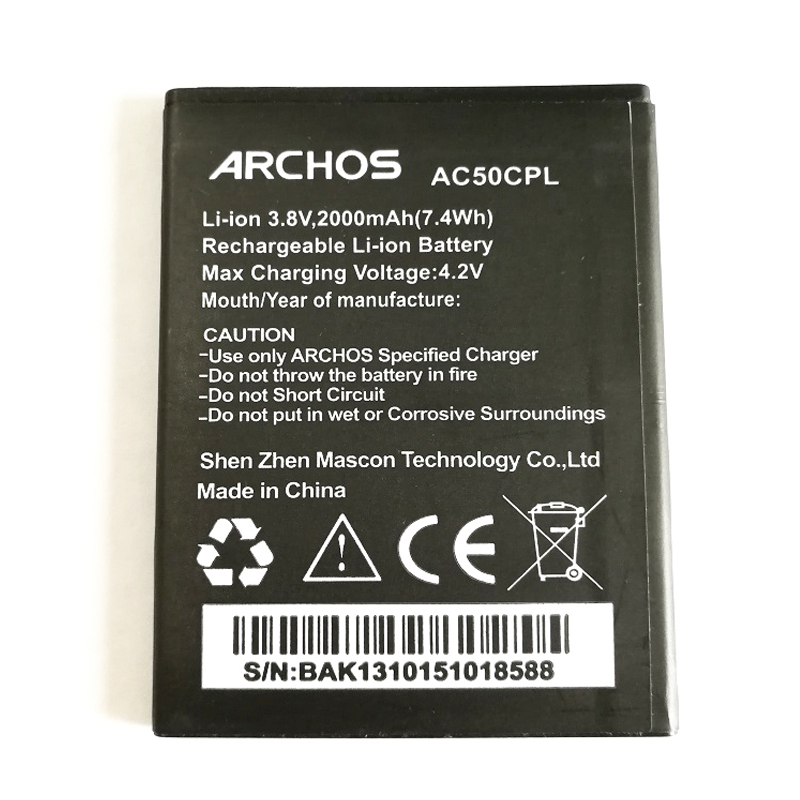 ARCHOS AC50CPL
Li-ion 3.8V,2000mAh(7.4Wh)
Rechargeable Li-ion Battery
Max Charging Voltage:4.2V
Mouth/Year of manufacture:
CAUTION
-Use only ARCHOS Specified Charger
-Do not throw the battery in fire
-Do not Short Circuit
-Do not put in wet or Corrosive Surroundings
Shen Zhen Mascon Technology Co.,Ltd
Made in China
CE
S/N:BAK1310151018588